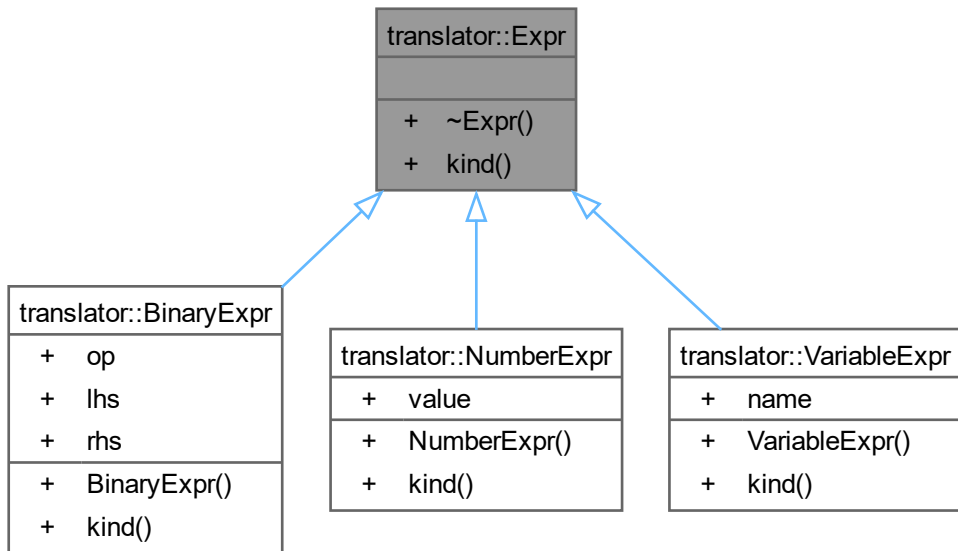 translator::Expr
+ ~Expr()
+ kind()
translator::BinaryExpr
+ op
+ lhs
+ rhs
+ BinaryExpr()
+ kind()
translator::NumberExpr
+ value
+ NumberExpr()
+ kind()
translator::VariableExpr
+ name
+ VariableExpr()
+ kind()